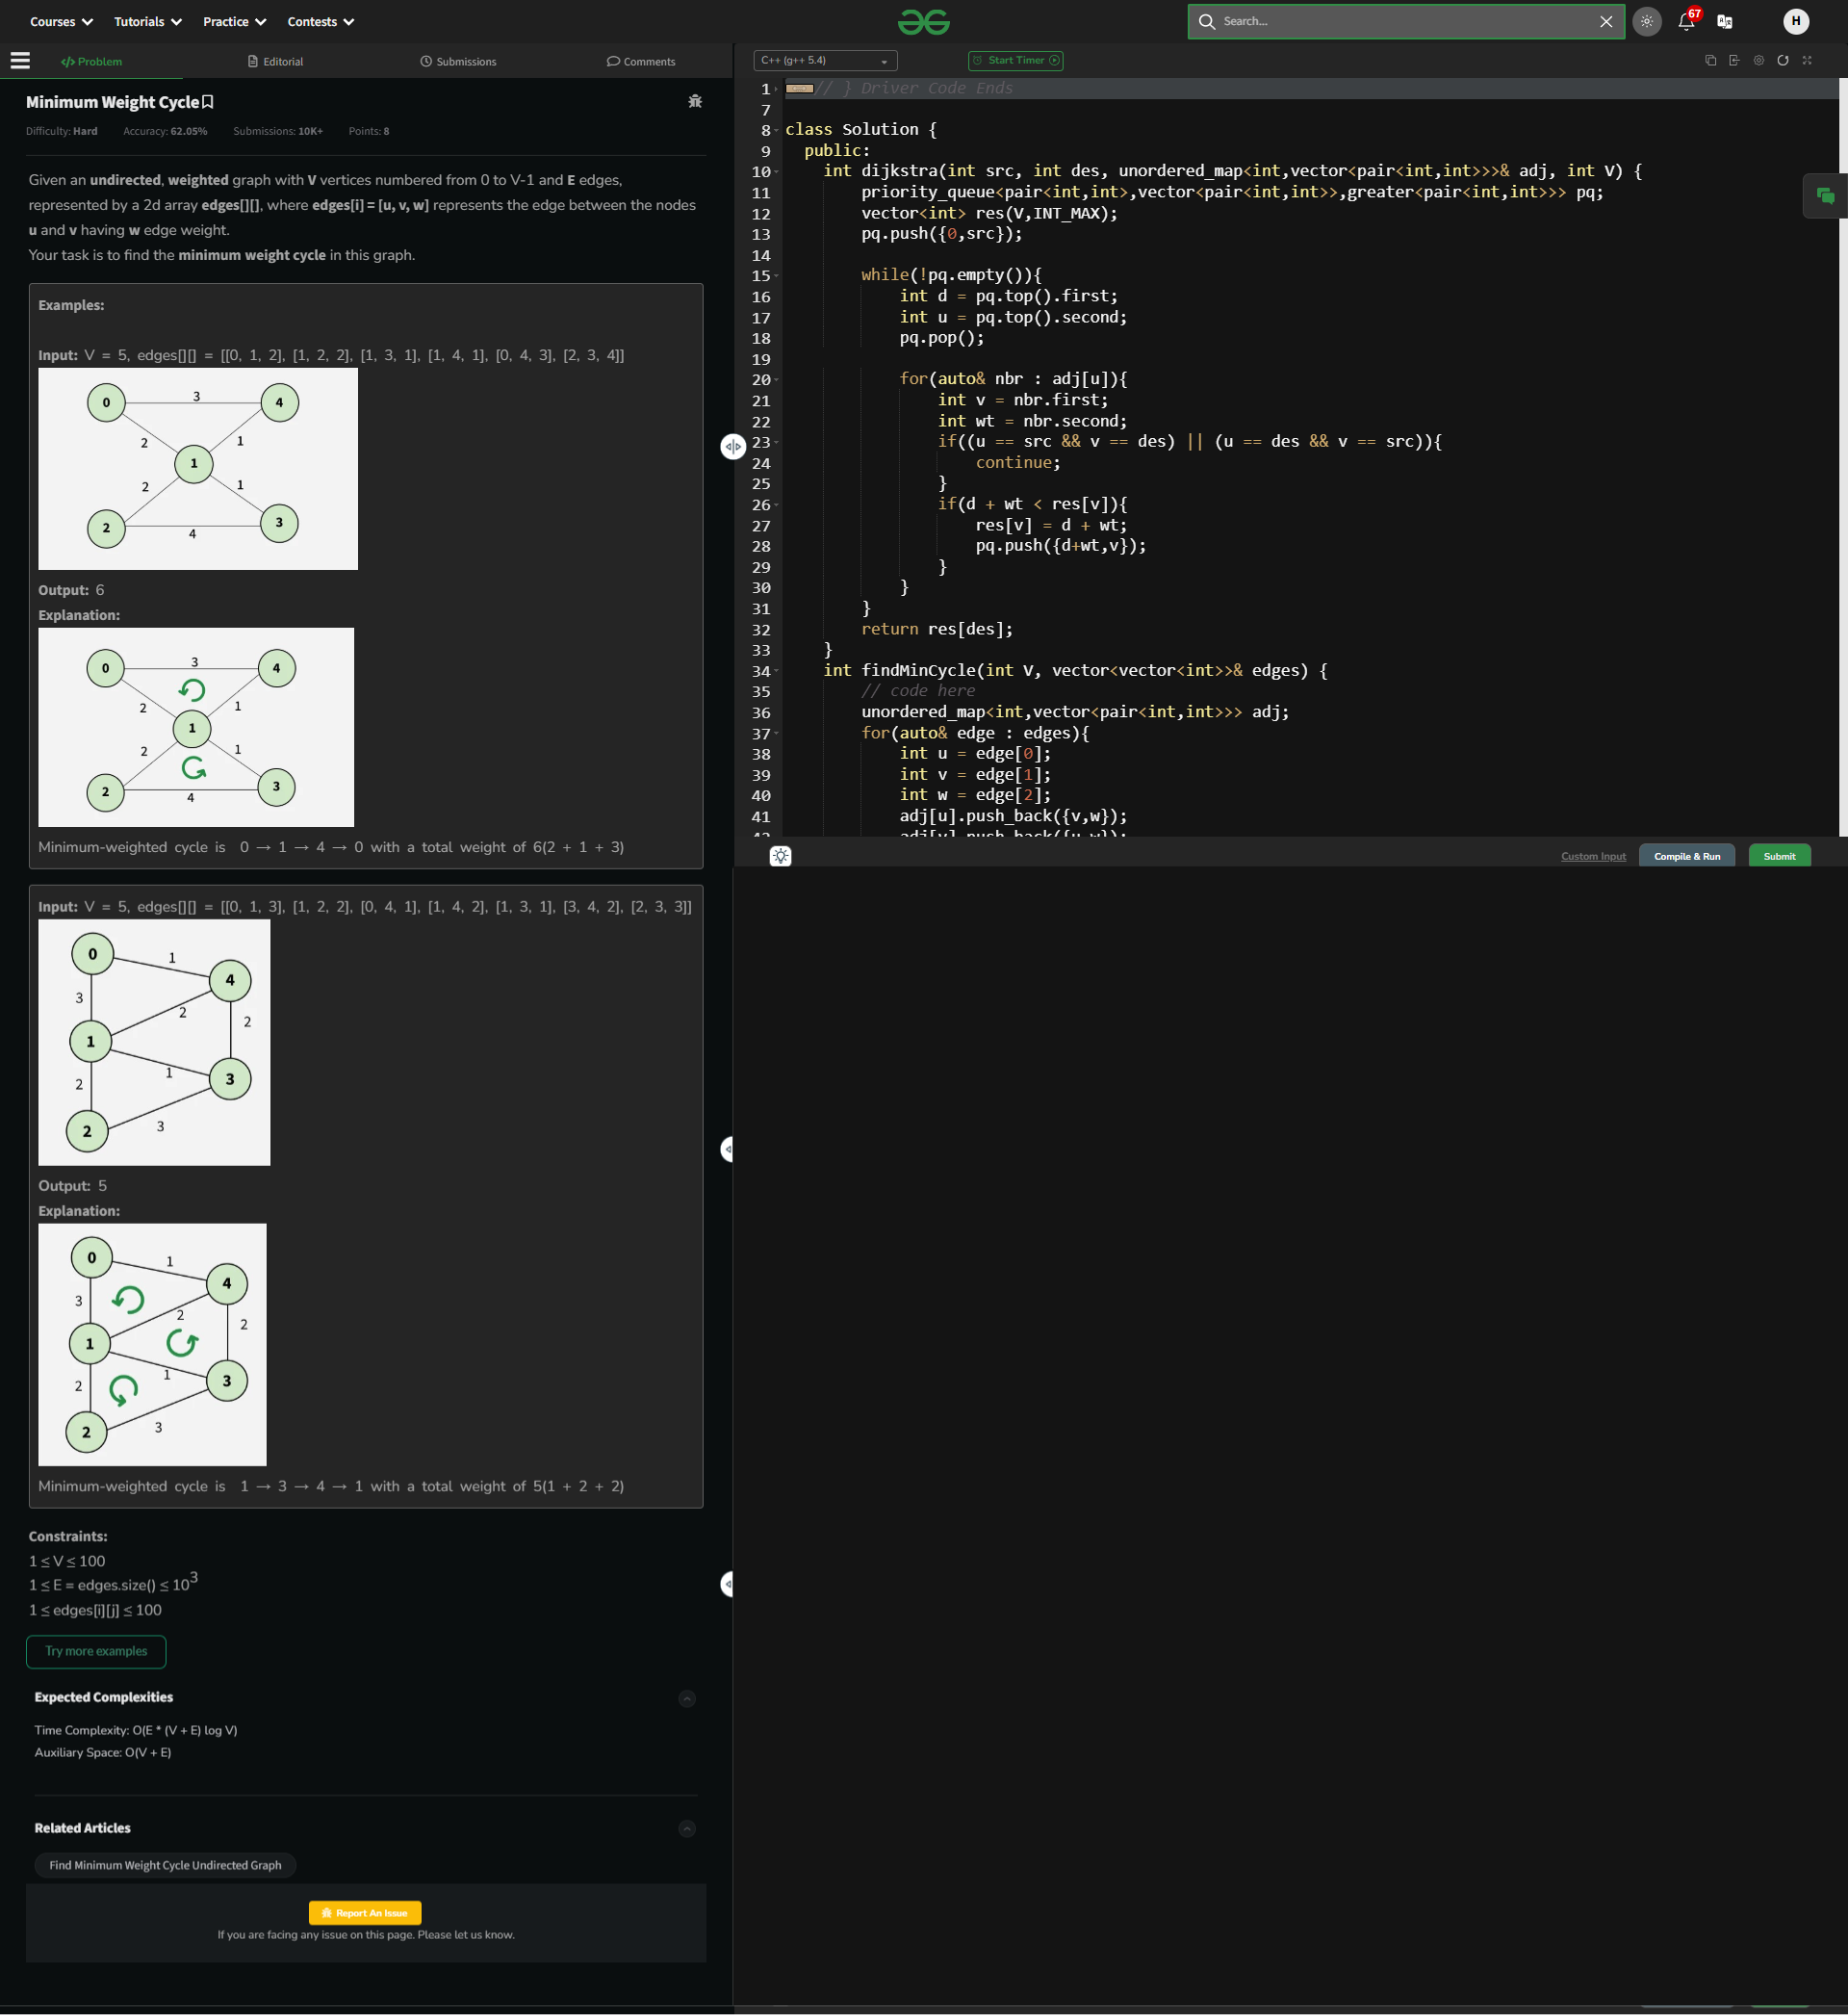 Courses Tutorials Practice Contests
Search...
67
H
Problem Editorial Submissions Comments
Minimum Weight Cycle
Difficulty: Hard Accuracy: 62.05% Submissions: 10K+ Points: 8
Given an undirected, weighted graph with V vertices numbered from 0 to V-1 and E edges,
represented by a 2d array edges[][], where edges[i] = [u, v, w] represents the edge between the nodes
u and v having w edge weight.
Your task is to find the minimum weight cycle in this graph.
Examples:
Input: V = 5, edges[][] = [[0, 1, 2], [1, 2, 2], [1, 3, 1], [1, 4, 1], [0, 4, 3], [2, 3, 4]]
0 3 4
2 1
1
2 1
2 4 3
Output: 6
Explanation:
0 3 4
2 1
1
2 1
2 4 3
Minimum-weighted cycle is 0 → 1 → 4 → 0 with a total weight of 6(2 + 1 + 3)
Input: V = 5, edges[][] = [[0, 1, 3], [1, 2, 2], [0, 4, 1], [1, 4, 2], [1, 3, 1], [3, 4, 2], [2, 3, 3]]
0 1 4
3 2 2
1
2 1 3
2 3
Output: 5
Explanation:
0 1 4
3 2 2
1
2 1 3
2 3
Minimum-weighted cycle is 1 → 3 → 4 → 1 with a total weight of 5(1 + 2 + 2)
Constraints:
1 ≤ V ≤ 100
1 ≤ E = edges.size() ≤ 10^3
1 ≤ edges[i][j] ≤ 100
Try more examples
Expected Complexities
Time Complexity: O(E * (V + E) log V)
Auxiliary Space: O(V + E)
Related Articles
Find Minimum Weight Cycle Undirected Graph
Report An Issue
If you are facing any issue on this page. Please let us know.
C++ (g++ 5.4) Start Timer
1 // } Driver Code Ends
7
8 class Solution {
9   public:
10     int dijkstra(int src, int des, unordered_map<int,vector<pair<int,int>>>& adj, int V) {
11         priority_queue<pair<int,int>,vector<pair<int,int>>,greater<pair<int,int>>> pq;
12         vector<int> res(V,INT_MAX);
13         pq.push({0,src});
14
15         while(!pq.empty()){
16             int d = pq.top().first;
17             int u = pq.top().second;
18             pq.pop();
19
20             for(auto& nbr : adj[u]){
21                 int v = nbr.first;
22                 int wt = nbr.second;
23                 if((u == src && v == des) || (u == des && v == src)){
24                     continue;
25                 }
26                 if(d + wt < res[v]){
27                     res[v] = d + wt;
28                     pq.push({d+wt,v});
29                 }
30             }
31         }
32         return res[des];
33     }
34     int findMinCycle(int V, vector<vector<int>>& edges) {
35         // code here
36         unordered_map<int,vector<pair<int,int>>> adj;
37         for(auto& edge : edges){
38             int u = edge[0];
39             int v = edge[1];
40             int w = edge[2];
41             adj[u].push_back({v,w});
42             adj[v].push_back({u,w});
Custom Input Compile & Run Submit